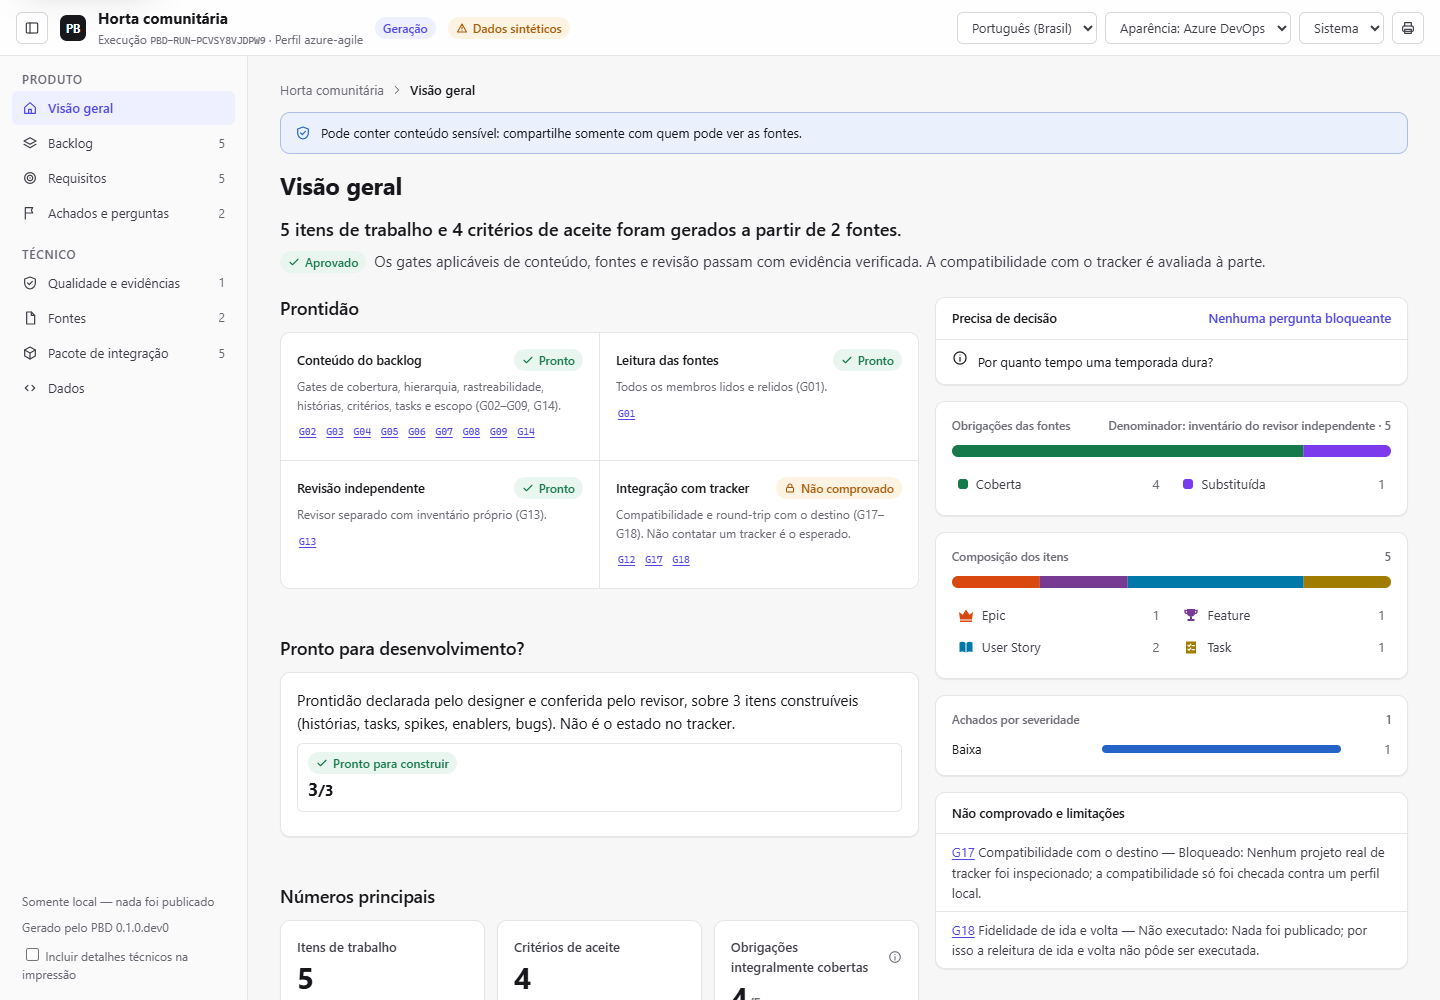 PB
Horta comunitária
Execução PBD-RUN-PCVSY8VJDPW9 · Perfil azure-agile
Geração
Dados sintéticos
Português (Brasil)
Aparência: Azure DevOps
Sistema
PRODUTO
Visão geral
Backlog 5
Requisitos 5
Achados e perguntas 2
TÉCNICO
Qualidade e evidências 1
Fontes 2
Pacote de integração 5
Dados
Somente local — nada foi publicado
Gerado pelo PBD 0.1.0.dev0
Incluir detalhes técnicos na
impressão
Horta comunitária > Visão geral
Pode conter conteúdo sensível: compartilhe somente com quem pode ver as fontes.
Visão geral
5 itens de trabalho e 4 critérios de aceite foram gerados a partir de 2 fontes.
Aprovado Os gates aplicáveis de conteúdo, fontes e revisão passam com evidência verificada. A compatibilidade com o tracker é avaliada à parte.
Prontidão
Conteúdo do backlog Pronto
Gates de cobertura, hierarquia, rastreabilidade,
histórias, critérios, tasks e escopo (G02–G09, G14).
G02 G03 G04 G05 G06 G07 G08 G09 G14
Leitura das fontes Pronto
Todos os membros lidos e relidos (G01).
G01
Revisão independente Pronto
Revisor separado com inventário próprio (G13).
G13
Integração com tracker Não comprovado
Compatibilidade e round-trip com o destino (G17–
G18). Não contatar um tracker é o esperado.
G12 G17 G18
Pronto para desenvolvimento?
Prontidão declarada pelo designer e conferida pelo revisor, sobre 3 itens construíveis
(histórias, tasks, spikes, enablers, bugs). Não é o estado no tracker.
Pronto para construir
3/3
Números principais
Itens de trabalho
5
Critérios de aceite
4
Obrigações
integralmente cobertas
4/5
Precisa de decisão Nenhuma pergunta bloqueante
Por quanto tempo uma temporada dura?
Obrigações das fontes Denominador: inventário do revisor independente · 5
Coberta 4 Substituída 1
Composição dos itens 5
Epic 1 Feature 1
User Story 2 Task 1
Achados por severidade 1
Baixa 1
Não comprovado e limitações
G17 Compatibilidade com o destino — Bloqueado: Nenhum projeto real de
tracker foi inspecionado; a compatibilidade só foi checada contra um perfil
local.
G18 Fidelidade de ida e volta — Não executado: Nada foi publicado; por
isso a releitura de ida e volta não pôde ser executada.